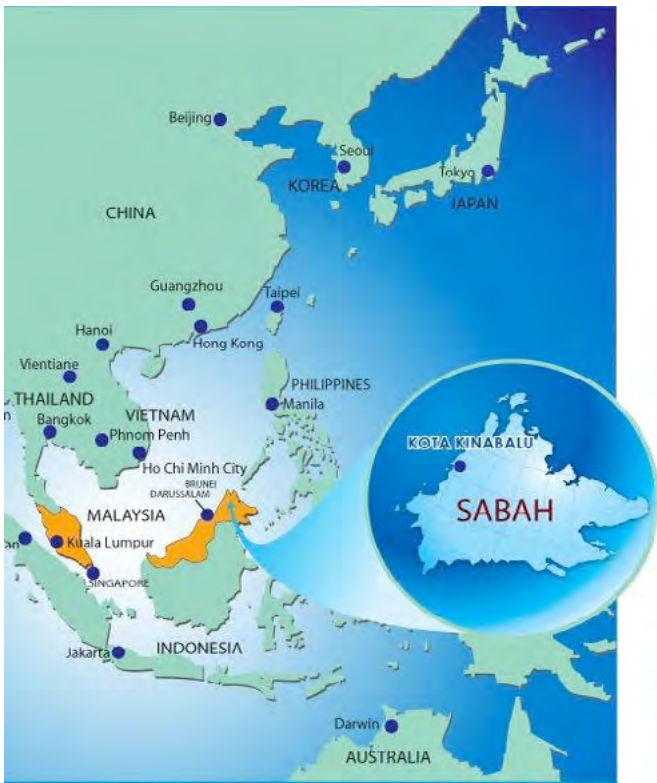 Beijing
Seoul
KOREA
Tokyo
JAPAN
CHINA
Guangzhou
Taipei
Hong Kong
Hanoi
Vientiane
THAILAND
Bangkok
VIETNAM
Phnom Penh
PHILIPPINES
Manila
Ho Chi Minh City
BRUNEI
DARUSSALAM
MALAYSIA
Kuala Lumpur
SINGAPORE
KOTA KINABALU
SABAH
INDONESIA
Jakarta
Darwin
AUSTRALIA